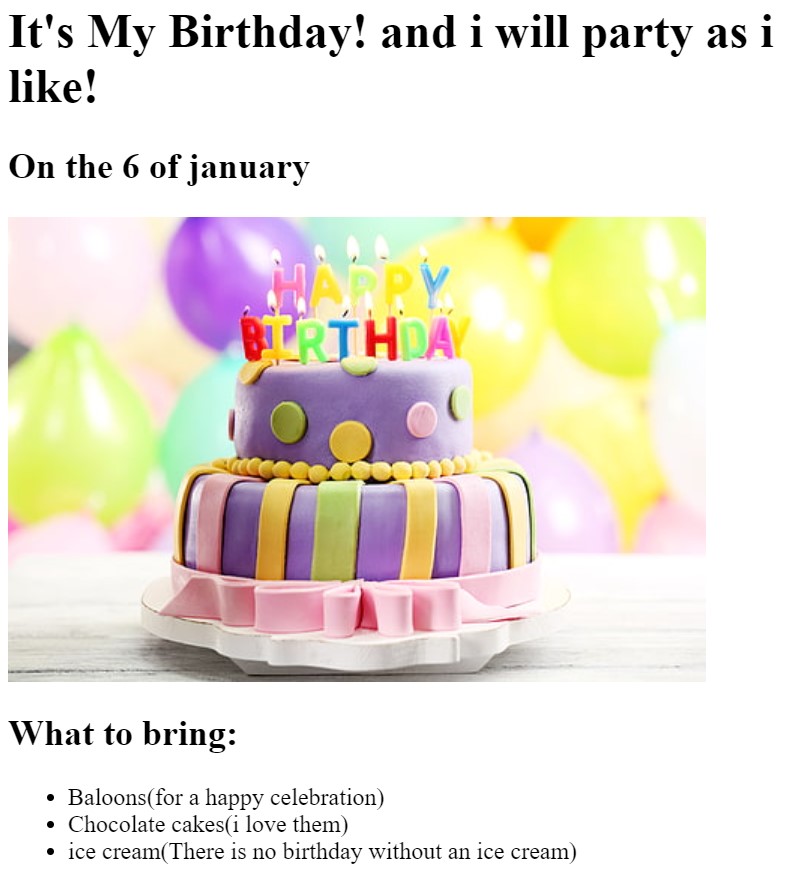 It's My Birthday! and i will party as i
like!
On the 6 of january
HAPPY
BIRTHDAY
What to bring:
Baloons(for a happy celebration)
Chocolate cakes(i love them)
ice cream(There is no birthday without an ice cream)